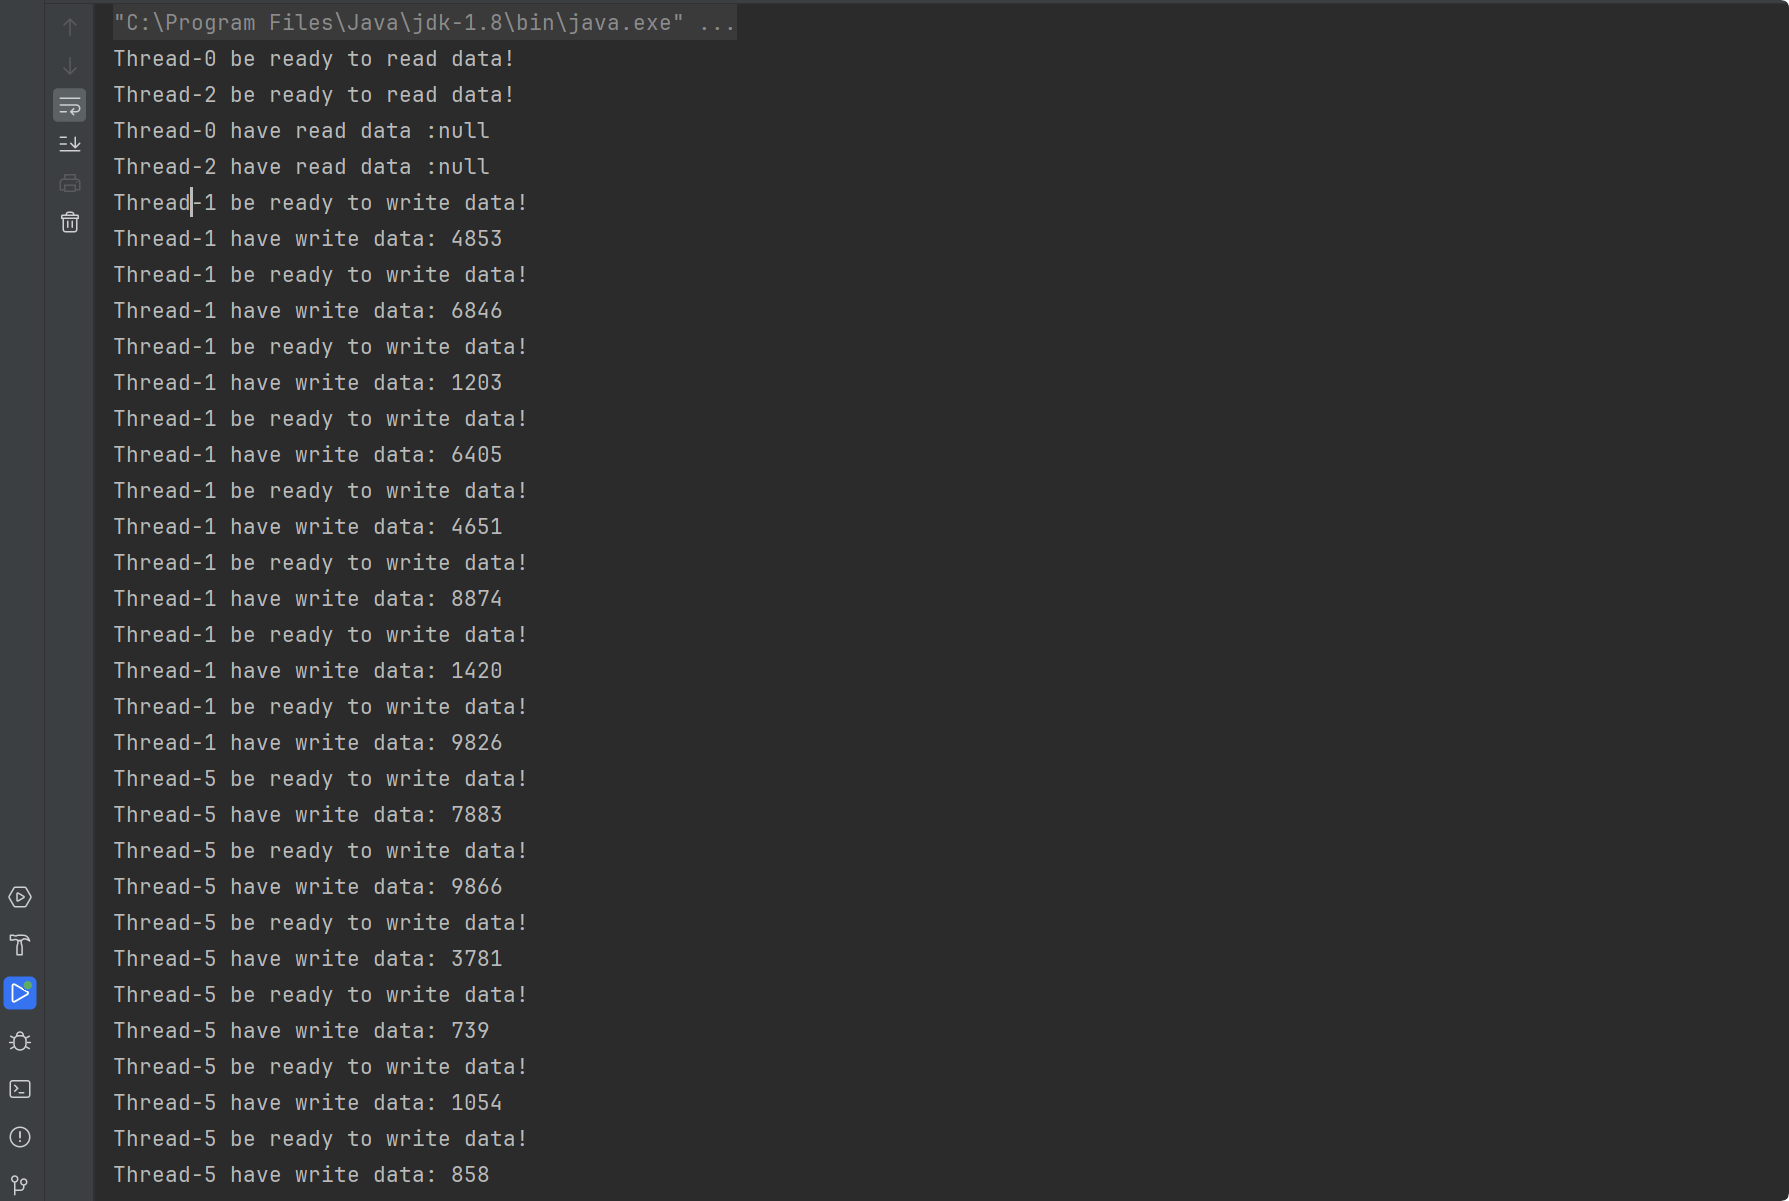 "C:\Program Files\Java\jdk-1.8\bin\java.exe" ...
Thread-0 be ready to read data!
Thread-2 be ready to read data!
Thread-0 have read data :null
Thread-2 have read data :null
Thread-1 be ready to write data!
Thread-1 have write data: 4853
Thread-1 be ready to write data!
Thread-1 have write data: 6846
Thread-1 be ready to write data!
Thread-1 have write data: 1203
Thread-1 be ready to write data!
Thread-1 have write data: 6405
Thread-1 be ready to write data!
Thread-1 have write data: 4651
Thread-1 be ready to write data!
Thread-1 have write data: 8874
Thread-1 be ready to write data!
Thread-1 have write data: 1420
Thread-1 be ready to write data!
Thread-1 have write data: 9826
Thread-5 be ready to write data!
Thread-5 have write data: 7883
Thread-5 be ready to write data!
Thread-5 have write data: 9866
Thread-5 be ready to write data!
Thread-5 have write data: 3781
Thread-5 be ready to write data!
Thread-5 have write data: 739
Thread-5 be ready to write data!
Thread-5 have write data: 1054
Thread-5 be ready to write data!
Thread-5 have write data: 858